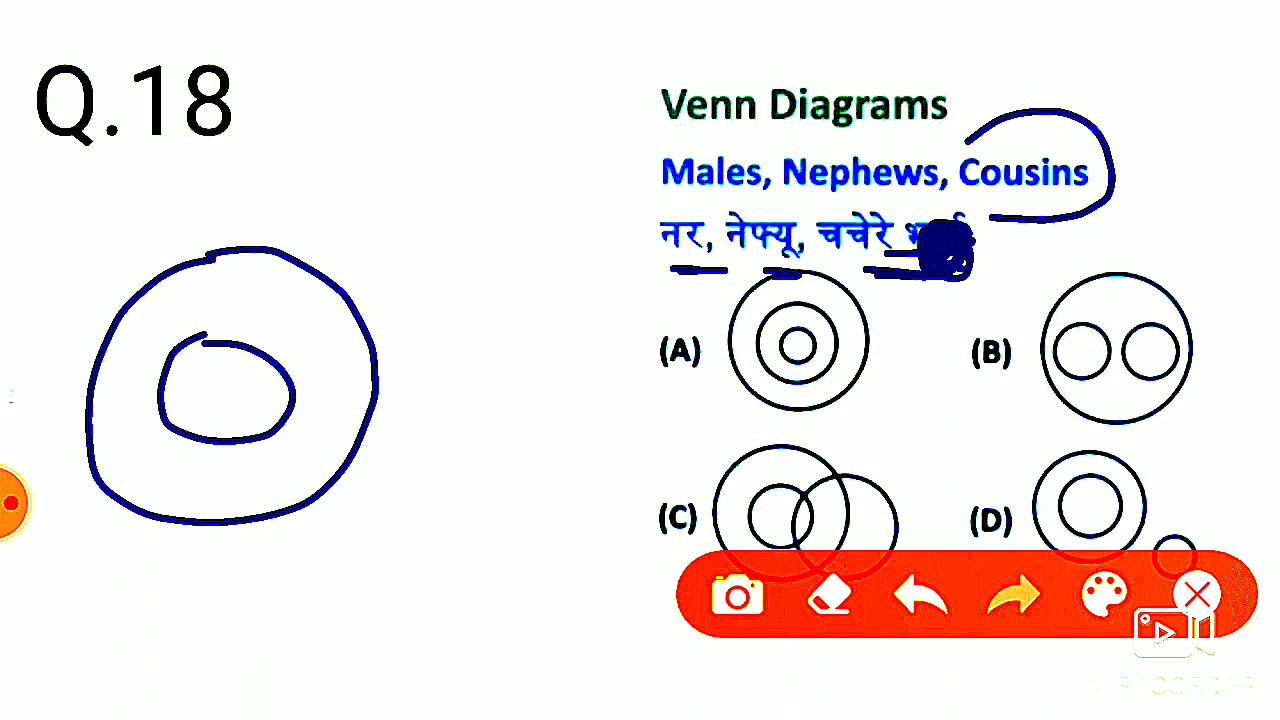 Q.18
Venn Diagrams
Males, Nephews, Cousins
नर, नेफ्यू, चचेरे
(A)
(B)
(C)
(D)